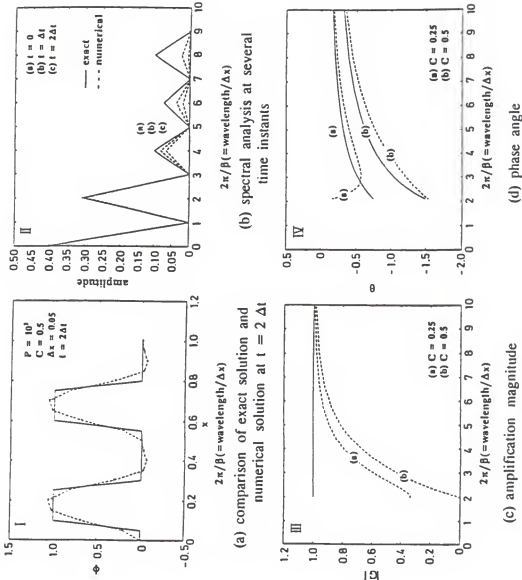 I
P = 10³
C = 0.5
Δx = 0.05
t = 2Δt
1.5
1.0
0.5
0
-0.5
Φ
0
0.2
0.4
0.6
0.8
1.0
1.2
x
2π/β(=wavelength/Δx)
(a) comparison of exact solution and
numerical solution at t = 2 Δt
II
(a) t = 0
(b) t = Δt
(c) t = 2Δt
exact
numerical
(a)
(b)
(c)
0.50
0.45
0.40
0.35
0.30
0.25
0.20
0.15
0.10
0.05
0.00
amplitude
0
1
2
3
4
5
6
7
8
9
10
2π/β(=wavelength/Δx)
(b) spectral analysis at several
time instants
III
(a)
(b)
(a) C = 0.25
(b) C = 0.5
1.2
1.0
0.8
0.6
0.4
0.2
0
|G|
0
1
2
3
4
5
6
7
8
9
10
2π/β(=wavelength/Δx)
(c) amplification magnitude
IV
(a)
(b)
(a)
(b)
(a) C = 0.25
(b) C = 0.5
0.5
0
-0.5
-1.0
-1.5
-2.0
θ
0
1
2
3
4
5
6
7
8
9
10
2π/β(=wavelength/Δx)
(d) phase angle